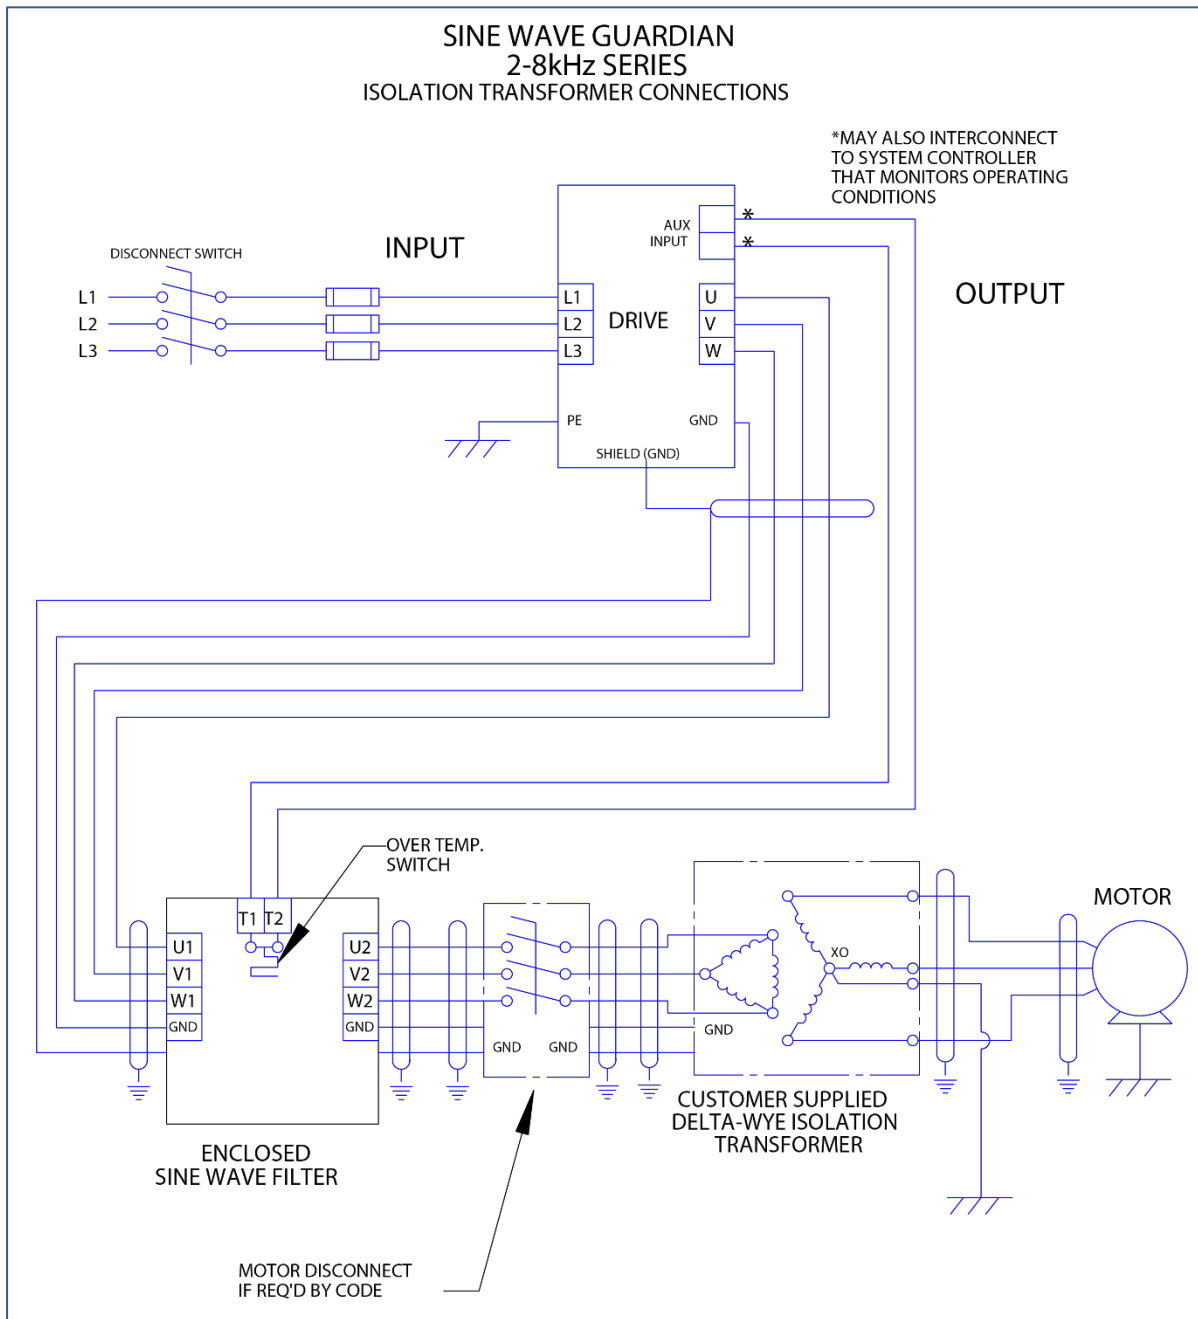 SINE WAVE GUARDIAN
2-8kHz SERIES
ISOLATION TRANSFORMER CONNECTIONS
*MAY ALSO INTERCONNECT
TO SYSTEM CONTROLLER
THAT MONITORS OPERATING
CONDITIONS
AUX
INPUT
*
*
INPUT
DISCONNECT SWITCH
OUTPUT
L1
L2
L3
L1
L2
L3
DRIVE
U
V
W
PE
GND
SHIELD (GND)
OVER TEMP.
SWITCH
T1
T2
U1
V1
W1
GND
U2
V2
W2
GND
GND
GND
GND
XO
MOTOR
ENCLOSED
SINE WAVE FILTER
CUSTOMER SUPPLIED
DELTA-WYE ISOLATION
TRANSFORMER
MOTOR DISCONNECT
IF REQ'D BY CODE